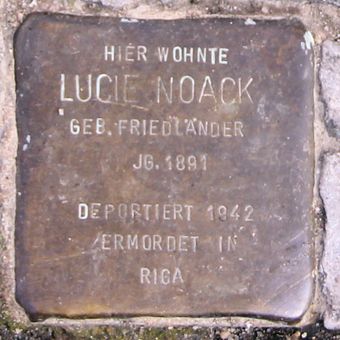 HIER WOHNTE
LUCIE NOACK
GEB. FRIEDLÄNDER
JG. 1891
DEPORTIERT 1942
ERMORDET IN
RIGA